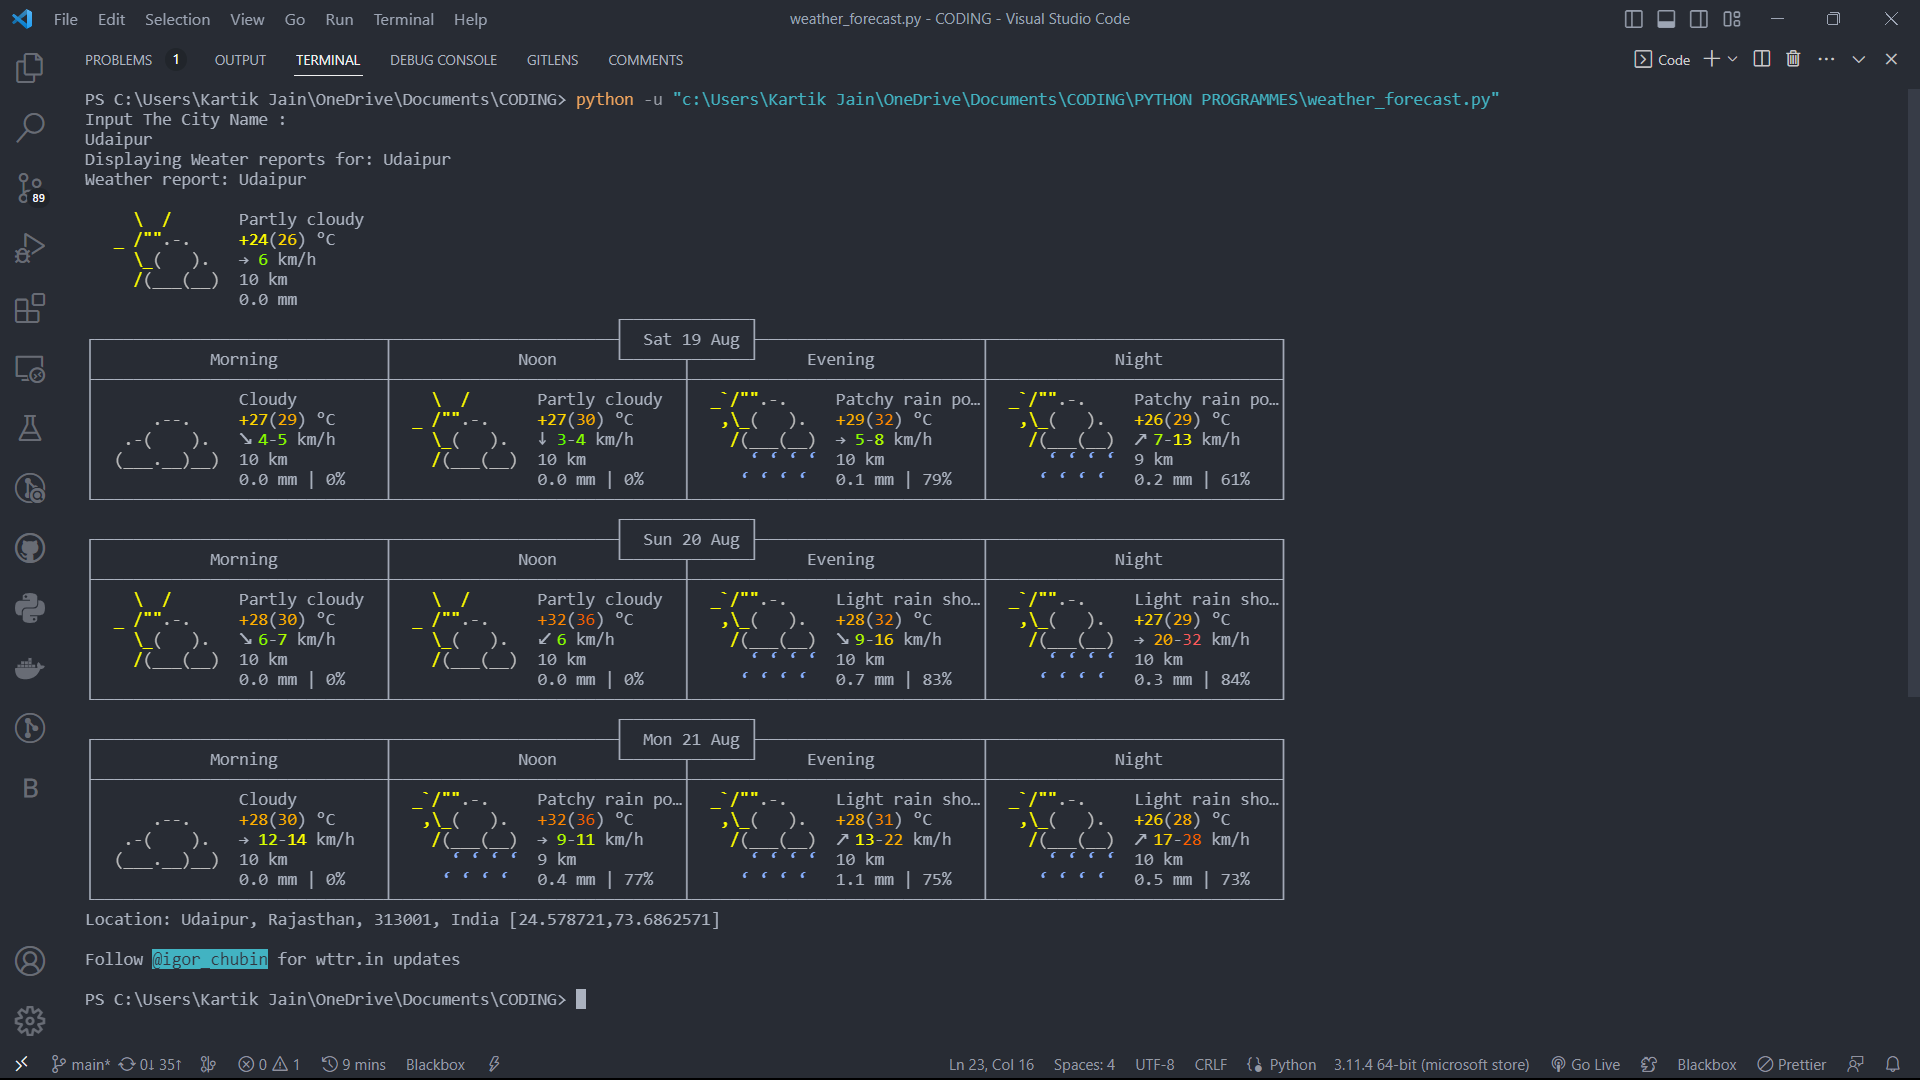 File Edit Selection View Go Run Terminal Help weather_forecast.py - CODING - Visual Studio Code
PROBLEMS 1 OUTPUT TERMINAL DEBUG CONSOLE GITLENS COMMENTS Code
PS C:\Users\Kartik Jain\OneDrive\Documents\CODING> python -u "c:\Users\Kartik Jain\OneDrive\Documents\CODING\PYTHON PROGRAMMES\weather_forecast.py"
Input The City Name :
Udaipur
Displaying Weater reports for: Udaipur
Weather report: Udaipur
89
Partly cloudy
+24(26) °C
→ 6 km/h
10 km
0.0 mm
Sat 19 Aug
Morning Noon Evening Night
Cloudy Partly cloudy Patchy rain po… Patchy rain po…
+27(29) °C +27(30) °C +29(32) °C +26(29) °C
↘ 4-5 km/h ↓ 3-4 km/h → 5-8 km/h ↗ 7-13 km/h
10 km 10 km 10 km 9 km
0.0 mm | 0% 0.0 mm | 0% 0.1 mm | 79% 0.2 mm | 61%
Sun 20 Aug
Morning Noon Evening Night
Partly cloudy Partly cloudy Light rain sho… Light rain sho…
+28(30) °C +32(36) °C +28(32) °C +27(29) °C
↘ 6-7 km/h ↙ 6 km/h ↘ 9-16 km/h → 20-32 km/h
10 km 10 km 10 km 10 km
0.0 mm | 0% 0.0 mm | 0% 0.7 mm | 83% 0.3 mm | 84%
Mon 21 Aug
Morning Noon Evening Night
Cloudy Patchy rain po… Light rain sho… Light rain sho…
+28(30) °C +32(36) °C +28(31) °C +26(28) °C
→ 12-14 km/h → 9-11 km/h ↗ 13-22 km/h ↗ 17-28 km/h
10 km 9 km 10 km 10 km
0.0 mm | 0% 0.4 mm | 77% 1.1 mm | 75% 0.5 mm | 73%
Location: Udaipur, Rajasthan, 313001, India [24.578721,73.6862571]
Follow @igor_chubin for wttr.in updates
PS C:\Users\Kartik Jain\OneDrive\Documents\CODING>
main* 0↓ 35↑ 0 1 9 mins Blackbox Ln 23, Col 16 Spaces: 4 UTF-8 CRLF Python 3.11.4 64-bit (microsoft store) Go Live Blackbox Prettier